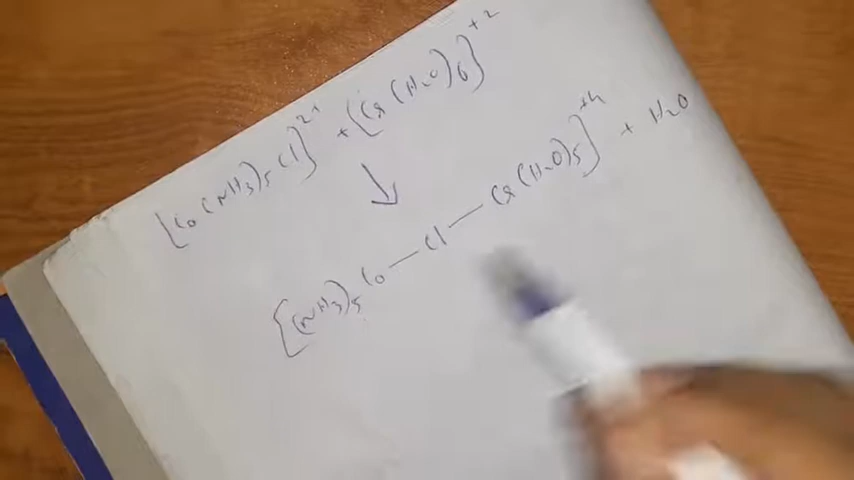 [Co(NH3)5Cl]2+ + [Cr(H2O)6]+2
↓
[(NH3)5Co—Cl—Cr(H2O)5]+4 + H2O